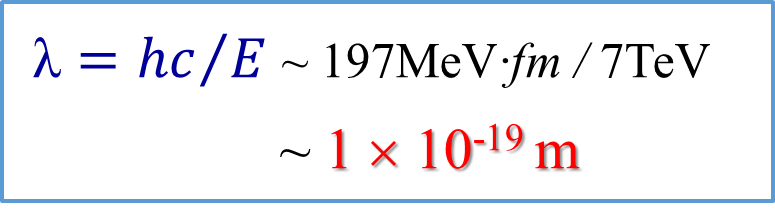 λ = hc/E ~ 197MeV·fm / 7TeV
~ 1 × 10⁻¹⁹ m